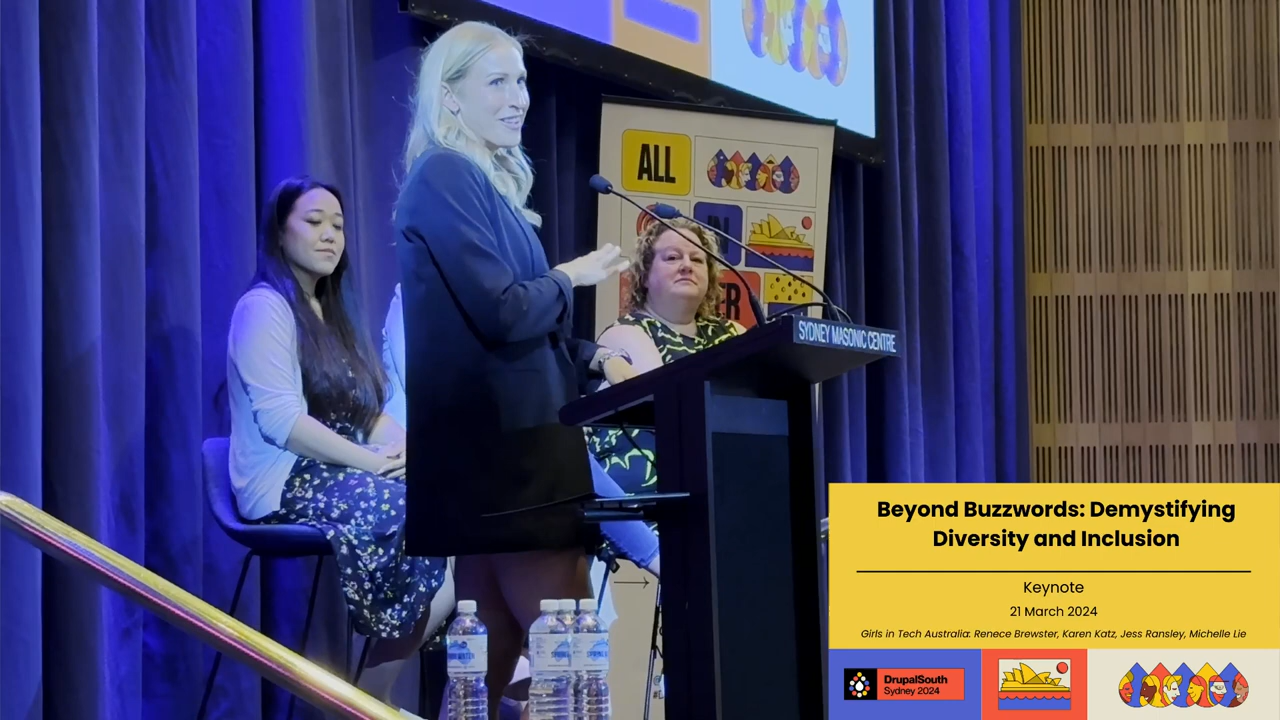 ALL
IN
SYDNEY MASONIC CENTRE
Beyond Buzzwords: Demystifying
Diversity and Inclusion
Keynote
21 March 2024
Girls in Tech Australia: Renece Brewster, Karen Katz, Jess Ransley, Michelle Lie
DrupalSouth
Sydney 2024